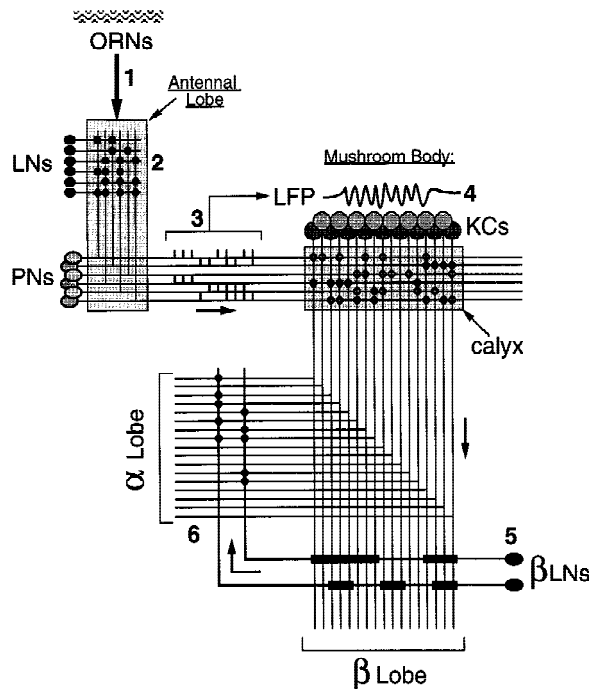 ORNs
1
Antennal
Lobe
LNs
2
Mushroom Body:
3
LFP
4
KCs
PNs
calyx
α Lobe
6
5
βLNs
β Lobe